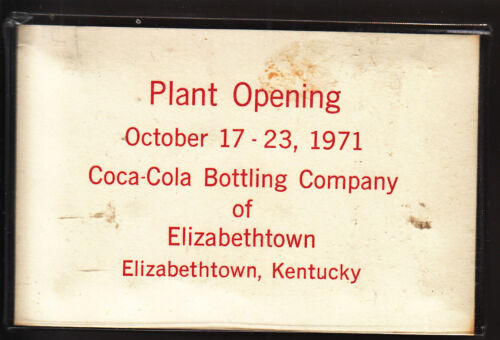 Plant Opening
October 17 - 23, 1971
Coca-Cola Bottling Company
of
Elizabethtown
Elizabethtown, Kentucky